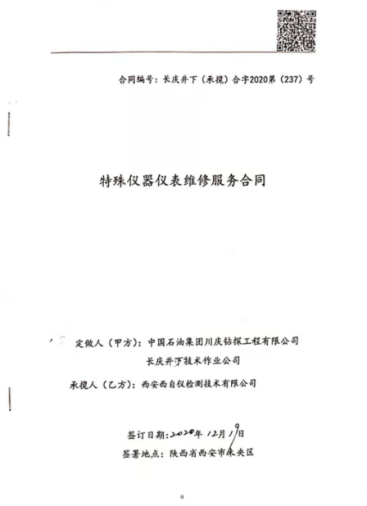 合同编号：长庆井下（承揽）合字2020第（237）号
特殊仪器仪表维修服务合同
定做人（甲方）：中国石油集团川庆钻探工程有限公司
长庆井下技术作业公司
承揽人（乙方）：西安西自仪检测技术有限公司
签订日期：2020年12月19日
签署地点：陕西省西安市未央区